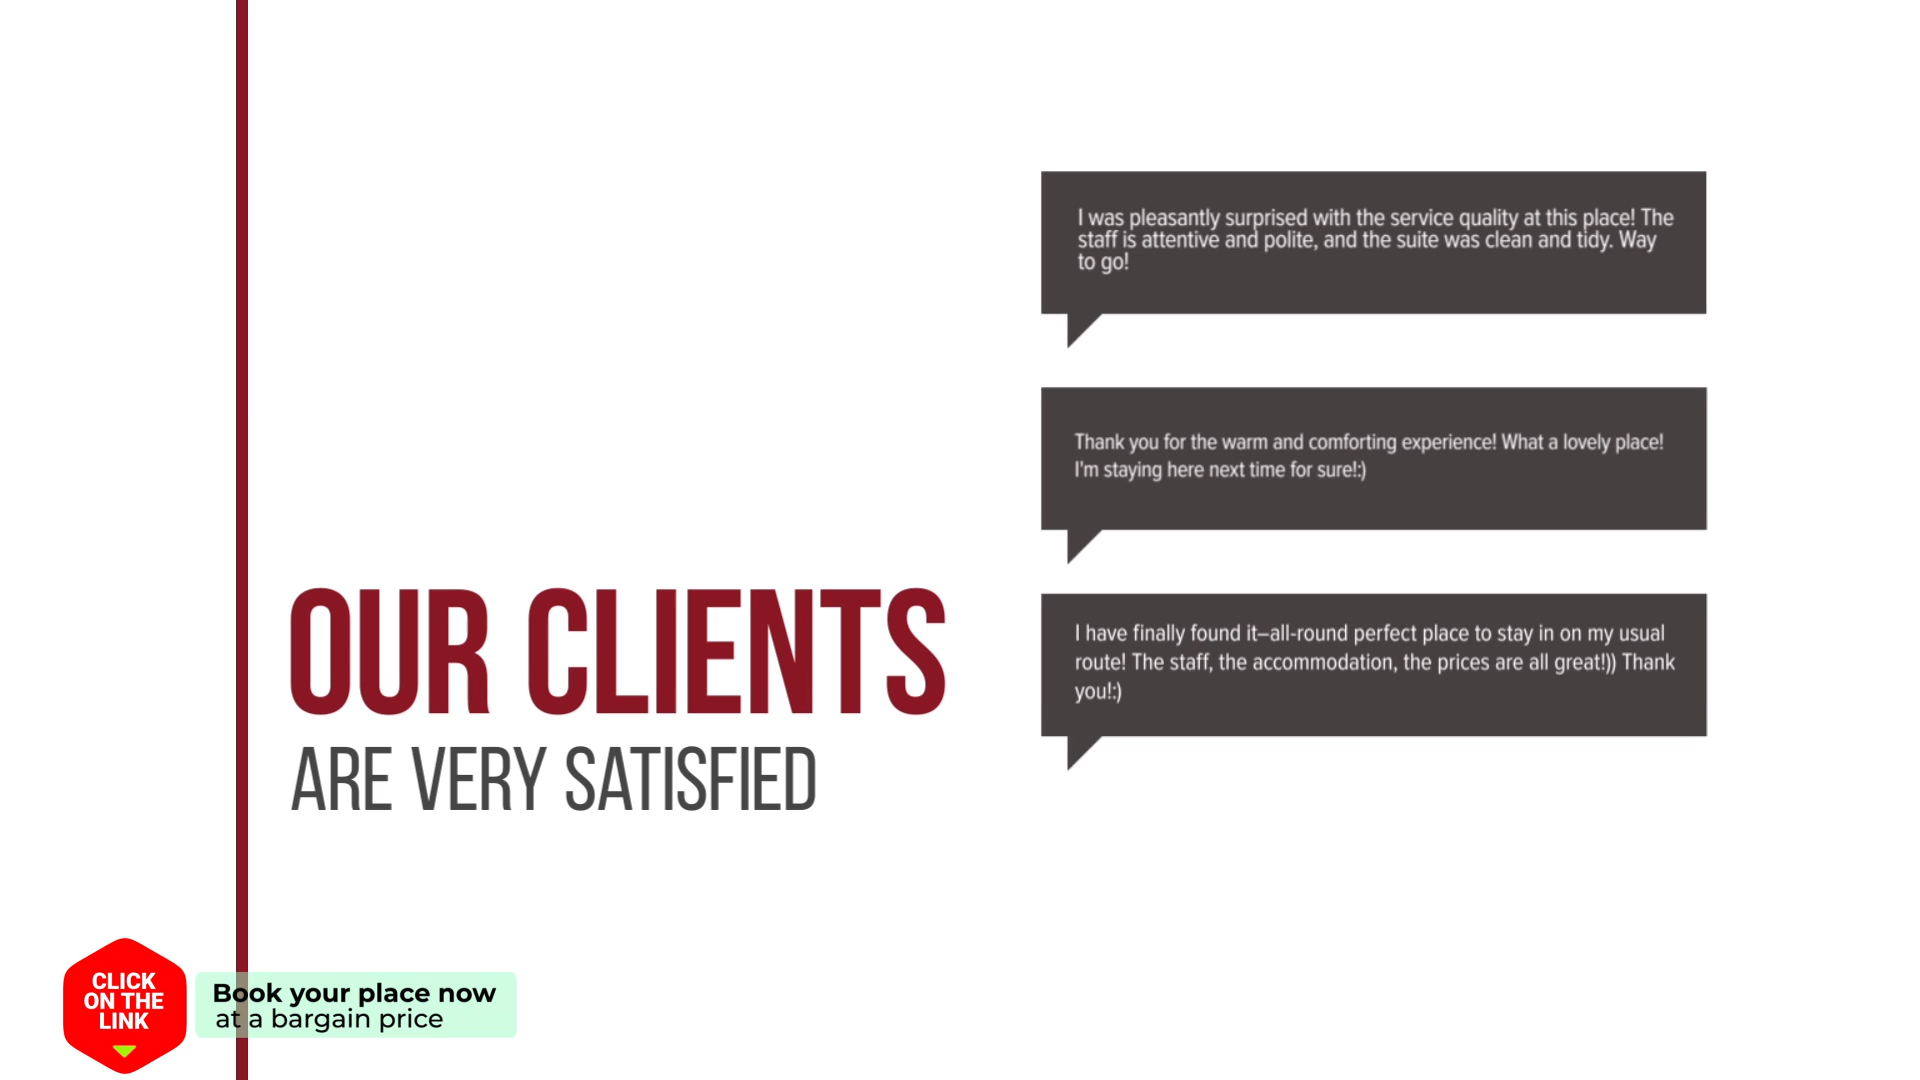 I was pleasantly surprised with the service quality at this place! The
staff is attentive and polite, and the suite was clean and tidy. Way
to go!
Thank you for the warm and comforting experience! What a lovely place!
I'm staying here next time for sure!:)
I have finally found it–all-round perfect place to stay in on my usual
route! The staff, the accommodation, the prices are all great!)) Thank
you!:)
OUR CLIENTS
ARE VERY SATISFIED
CLICK
ON THE
LINK
Book your place now
at a bargain price